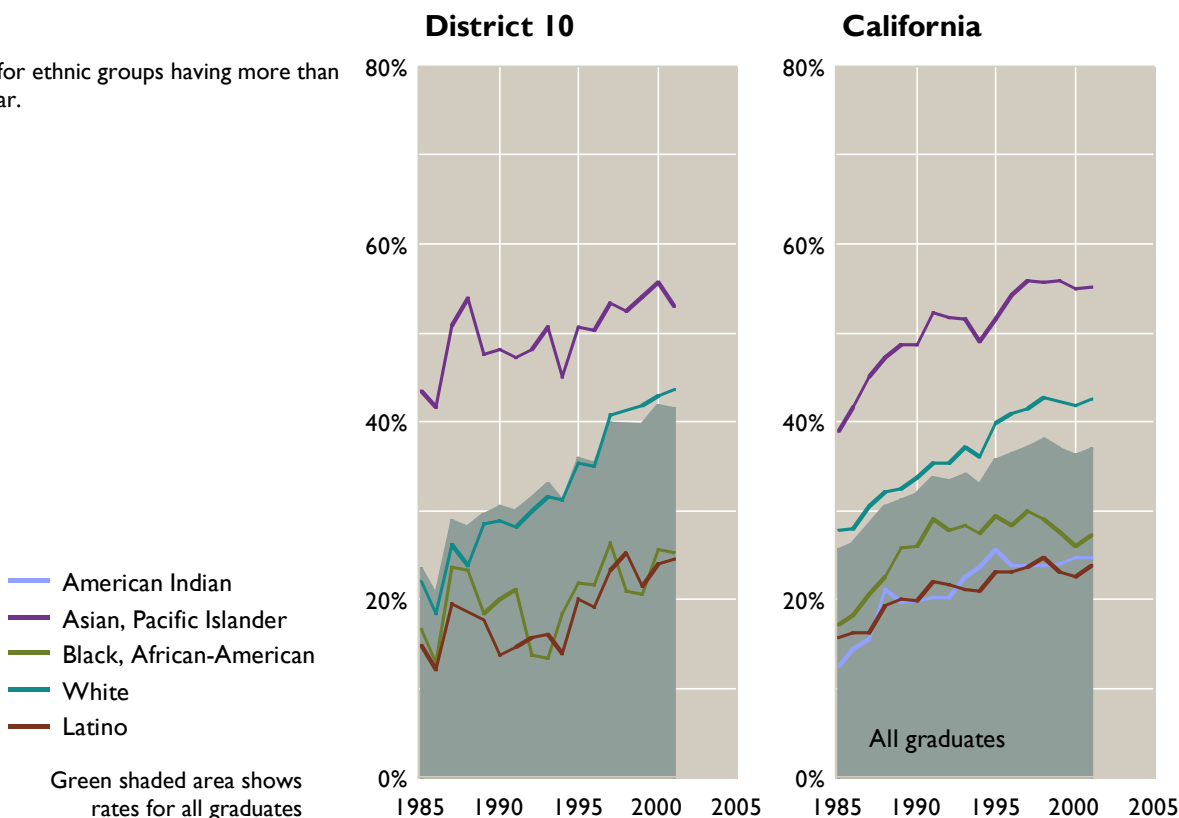 District 10
California
for ethnic groups having more than
80%
60%
40%
20%
0%
1985 1990 1995 2000 2005
80%
60%
40%
20%
0%
All graduates
1985 1990 1995 2000 2005
American Indian
Asian, Pacific Islander
Black, African-American
White
Latino
Green shaded area shows
rates for all graduates